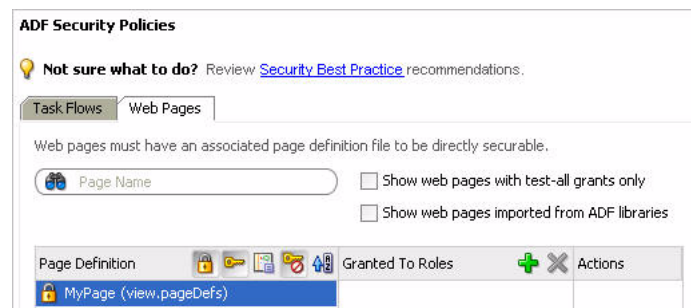 ADF Security Policies
Not sure what to do? Review Security Best Practice recommendations.
Task Flows Web Pages
Web pages must have an associated page definition file to be directly securable.
Page Name
Show web pages with test-all grants only
Show web pages imported from ADF libraries
Page Definition Granted To Roles Actions
MyPage (view.pageDefs)